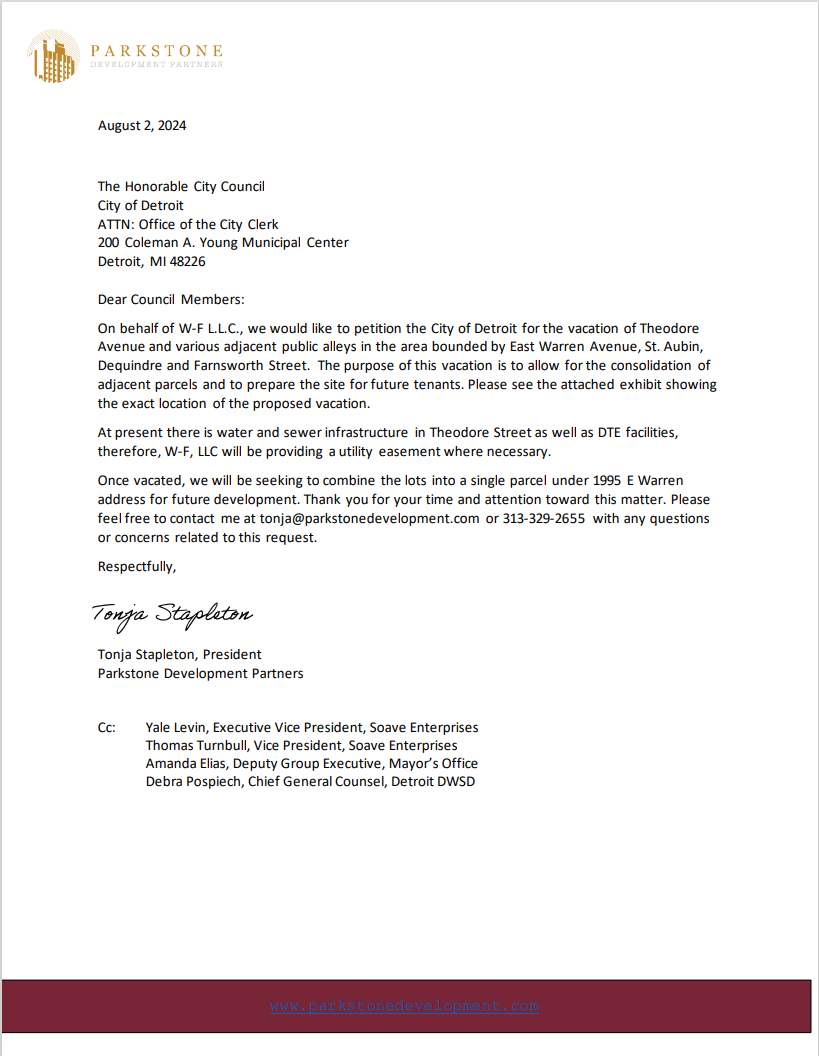 PARKSTONE
DEVELOPMENT PARTNERS
August 2, 2024
The Honorable City Council
City of Detroit
ATTN: Office of the City Clerk
200 Coleman A. Young Municipal Center
Detroit, MI 48226
Dear Council Members:
On behalf of W-F L.L.C., we would like to petition the City of Detroit for the vacation of Theodore
Avenue and various adjacent public alleys in the area bounded by East Warren Avenue, St. Aubin,
Dequindre and Farnsworth Street. The purpose of this vacation is to allow for the consolidation of
adjacent parcels and to prepare the site for future tenants. Please see the attached exhibit showing
the exact location of the proposed vacation.
At present there is water and sewer infrastructure in Theodore Street as well as DTE facilities,
therefore, W-F, LLC will be providing a utility easement where necessary.
Once vacated, we will be seeking to combine the lots into a single parcel under 1995 E Warren
address for future development. Thank you for your time and attention toward this matter. Please
feel free to contact me at tonja@parkstonedevelopment.com or 313-329-2655 with any questions
or concerns related to this request.
Respectfully,
Tonja Stapleton
Tonja Stapleton, President
Parkstone Development Partners
Cc: Yale Levin, Executive Vice President, Soave Enterprises
Thomas Turnbull, Vice President, Soave Enterprises
Amanda Elias, Deputy Group Executive, Mayor’s Office
Debra Pospiech, Chief General Counsel, Detroit DWSD
www.parkstonedevelopment.com